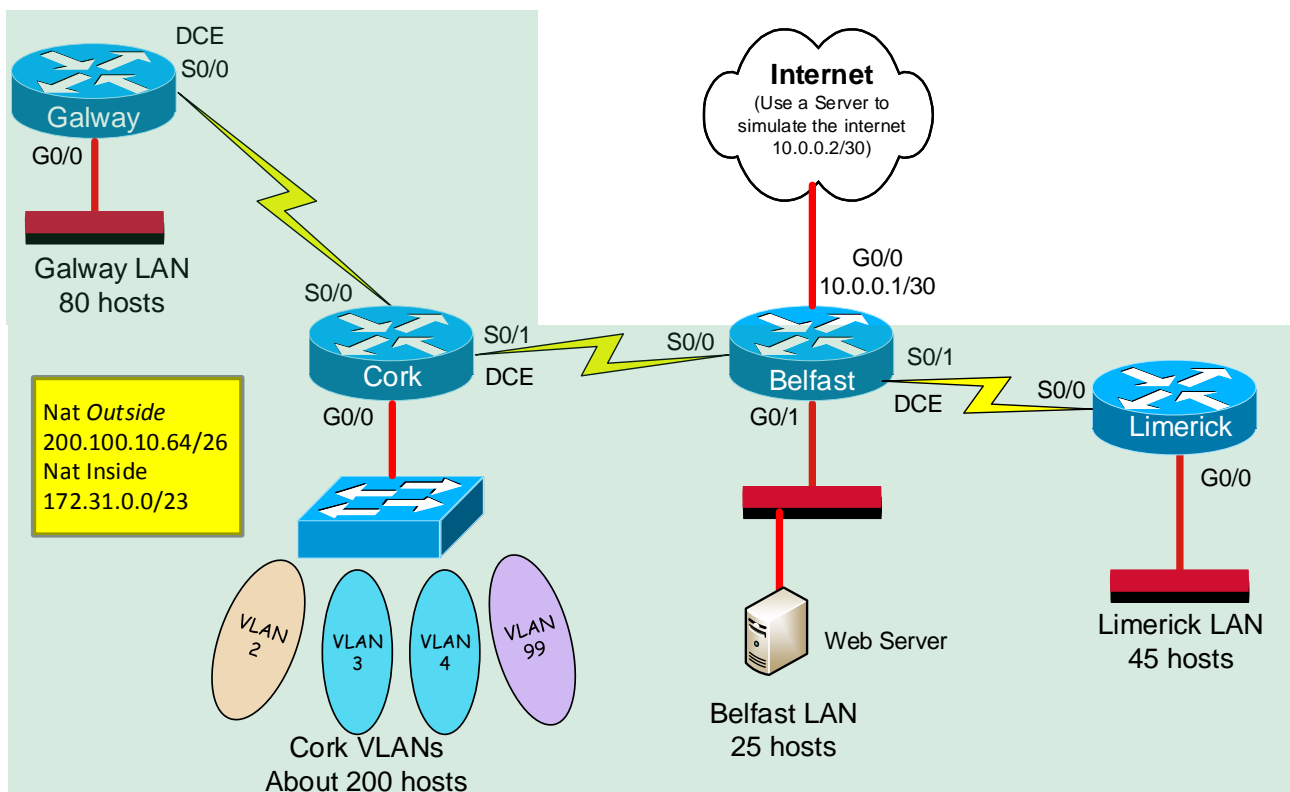 DCE
S0/0
Galway
G0/0
Galway LAN
80 hosts
Internet
(Use a Server to
simulate the internet
10.0.0.2/30)
G0/0
10.0.0.1/30
S0/0
Cork
S0/1
DCE
G0/0
S0/0
Belfast
S0/1
DCE
G0/1
S0/0
Limerick
G0/0
Nat Outside
200.100.10.64/26
Nat Inside
172.31.0.0/23
VLAN
2
VLAN
3
VLAN
4
VLAN
99
Cork VLANs
About 200 hosts
Web Server
Belfast LAN
25 hosts
Limerick LAN
45 hosts